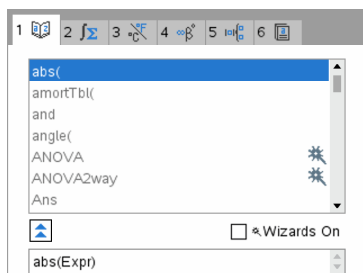 1 2 ∫Σ 3 °C °F 4 ∞β° 5 6
abs(
amortTbl(
and
angle(
ANOVA
ANOVA2way
Ans
Wizards On
abs(Expr)